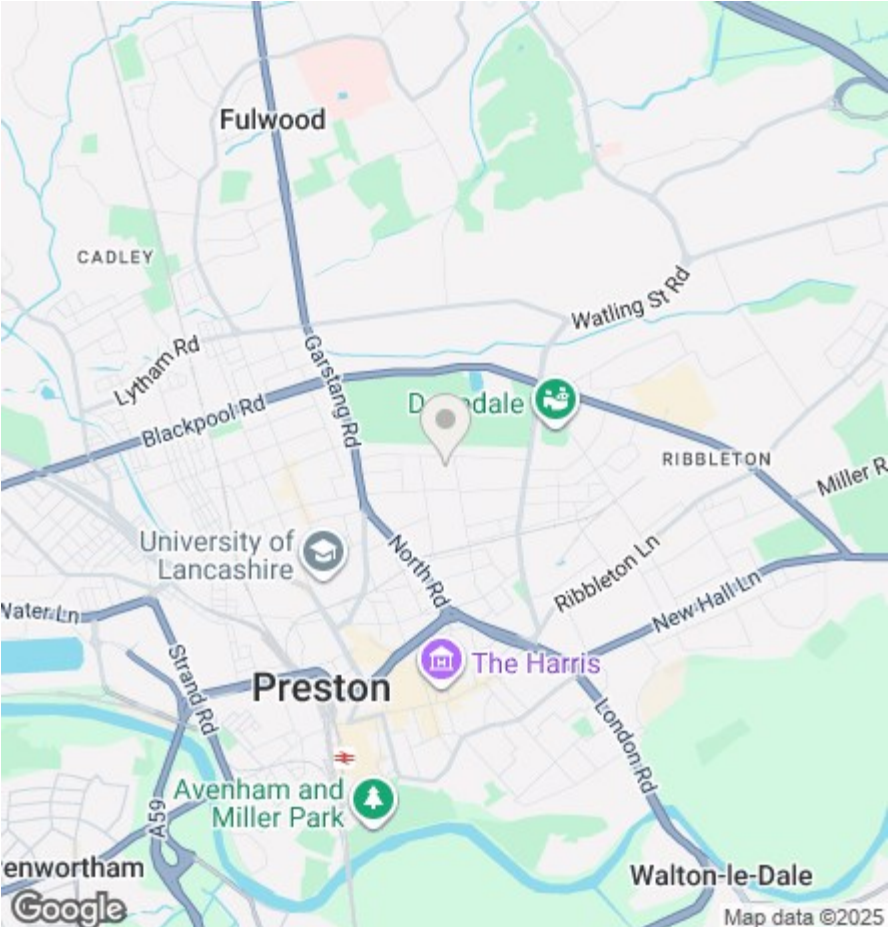 Fulwood
CADLEY
Watling St Rd
Lytham Rd
Garstang Rd
Blackpool Rd
RIBBLETON
Miller R
University of
Lancashire
North Rd
Ribbleton Ln
New Hall Ln
Water Ln
Strand Rd
The Harris
Preston
London Rd
Avenham and
Miller Park
A59
enwortham
Walton-le-Dale
Google
Map data ©2025